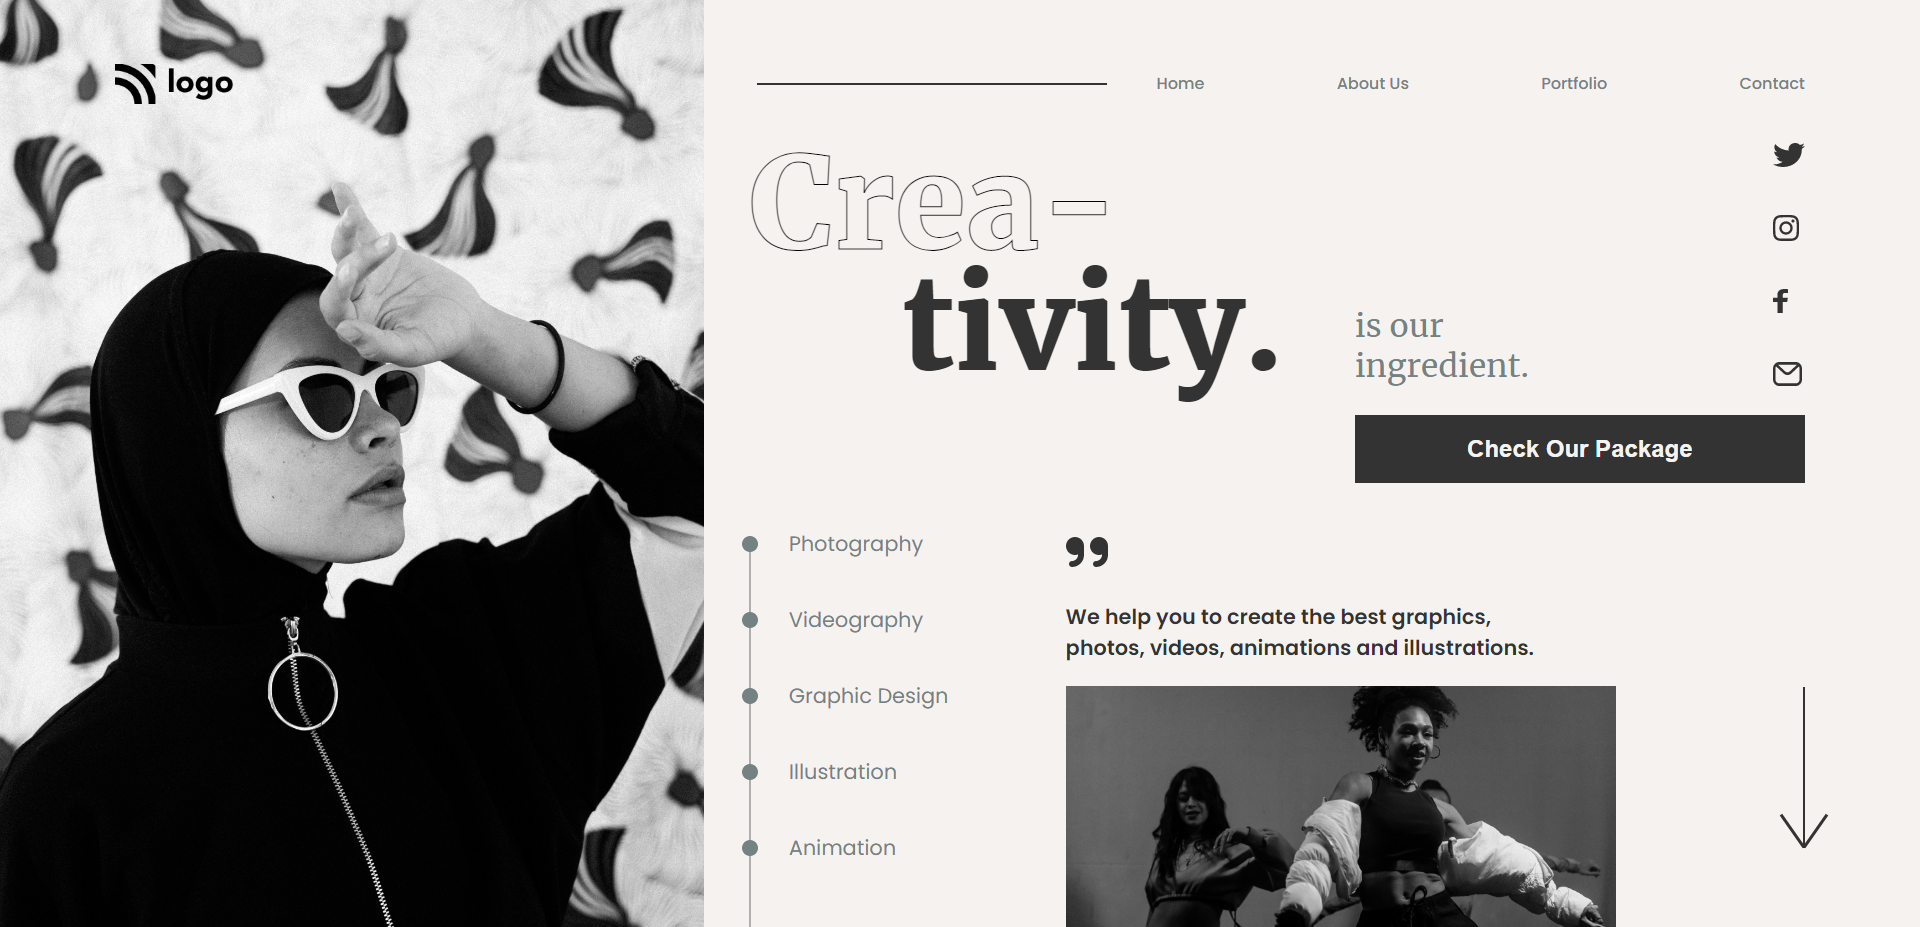 logo
Home
About Us
Portfolio
Contact
Crea-
tivity.
is our
ingredient.
Check Our Package
Photography
Videography
Graphic Design
Illustration
Animation
We help you to create the best graphics,
photos, videos, animations and illustrations.